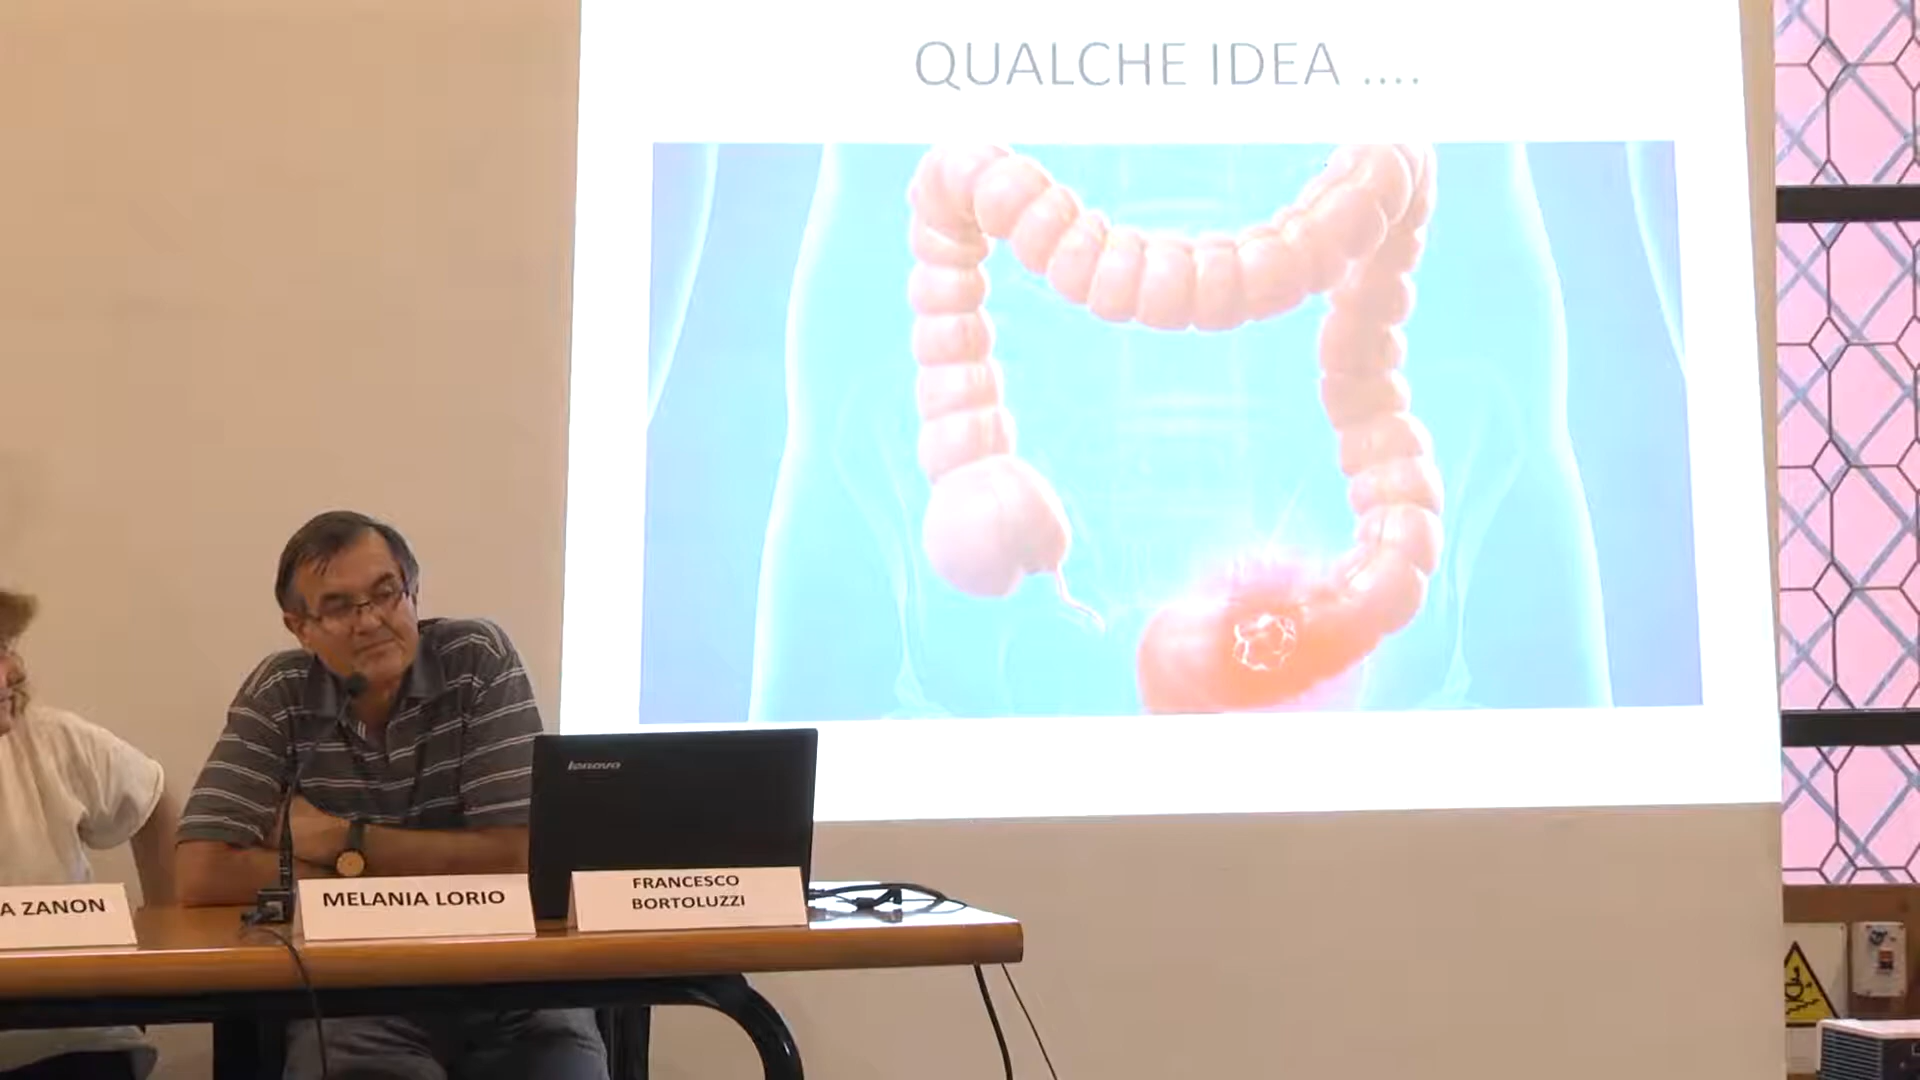 QUALCHE IDEA ....
lenovo
A ZANON
MELANIA LORIO
FRANCESCO
BORTOLUZZI